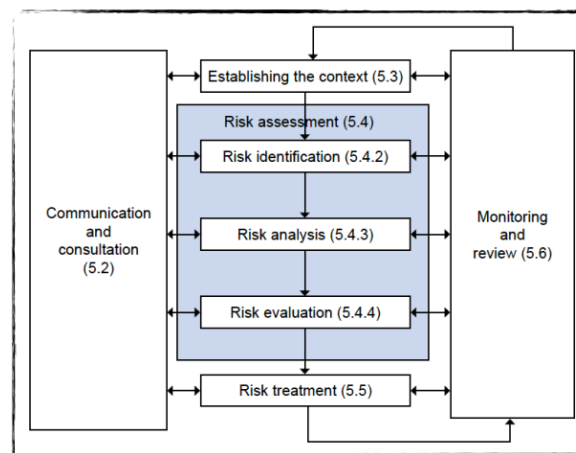 Establishing the context (5.3)
Risk assessment (5.4)
Risk identification (5.4.2)
Communication
and
consultation
(5.2)
Risk analysis (5.4.3)
Monitoring
and
review (5.6)
Risk evaluation (5.4.4)
Risk treatment (5.5)